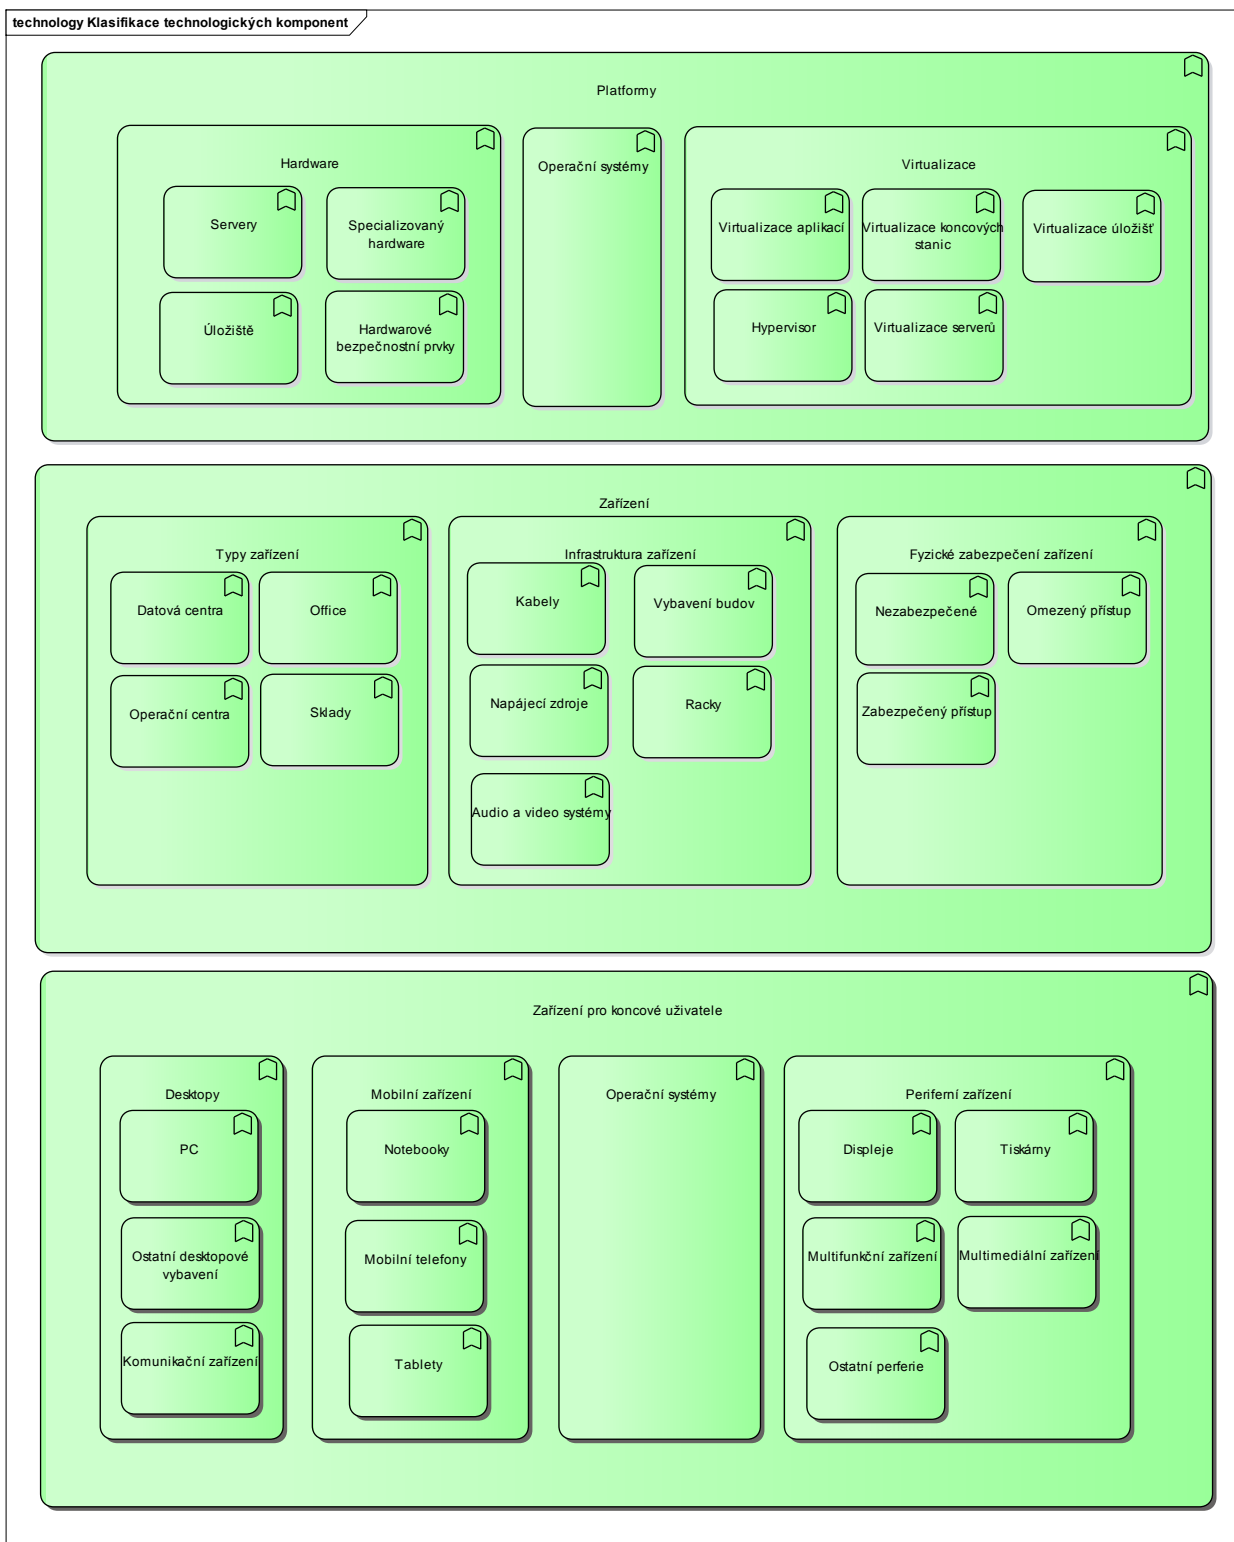 technology Klasifikace technologických komponent
Platformy
Hardware
Servery
Specializovaný
hardware
Úložiště
Hardwarové
bezpečnostní prvky
Operační systémy
Virtualizace
Virtualizace aplikací
Virtualizace koncových
stanic
Virtualizace úložišť
Hypervisor
Virtualizace serverů
Zařízení
Typy zařízení
Datová centra
Office
Operační centra
Sklady
Infrastruktura zařízení
Kabely
Vybavení budov
Napájecí zdroje
Racky
Audio a video systémy
Fyzické zabezpečení zařízení
Nezabezpečené
Omezený přístup
Zabezpečený přístup
Zařízení pro koncové uživatele
Desktopy
PC
Ostatní desktopové
vybavení
Komunikační zařízení
Mobilní zařízení
Notebooky
Mobilní telefony
Tablety
Operační systémy
Periferní zařízení
Displeje
Tiskárny
Multifunkční zařízení
Multimediální zařízení
Ostatní perferie